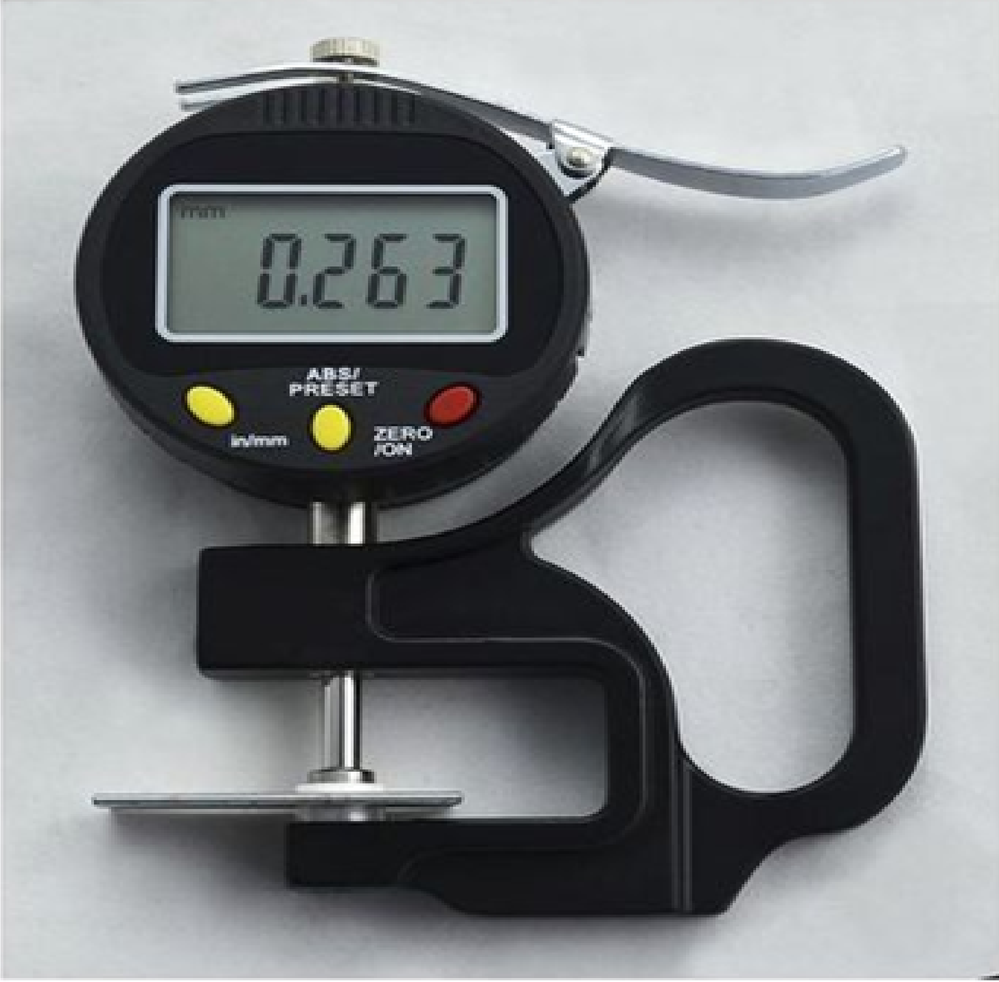 mm
0.263
ABS/
PRESET
in/mm
ZERO
/ON